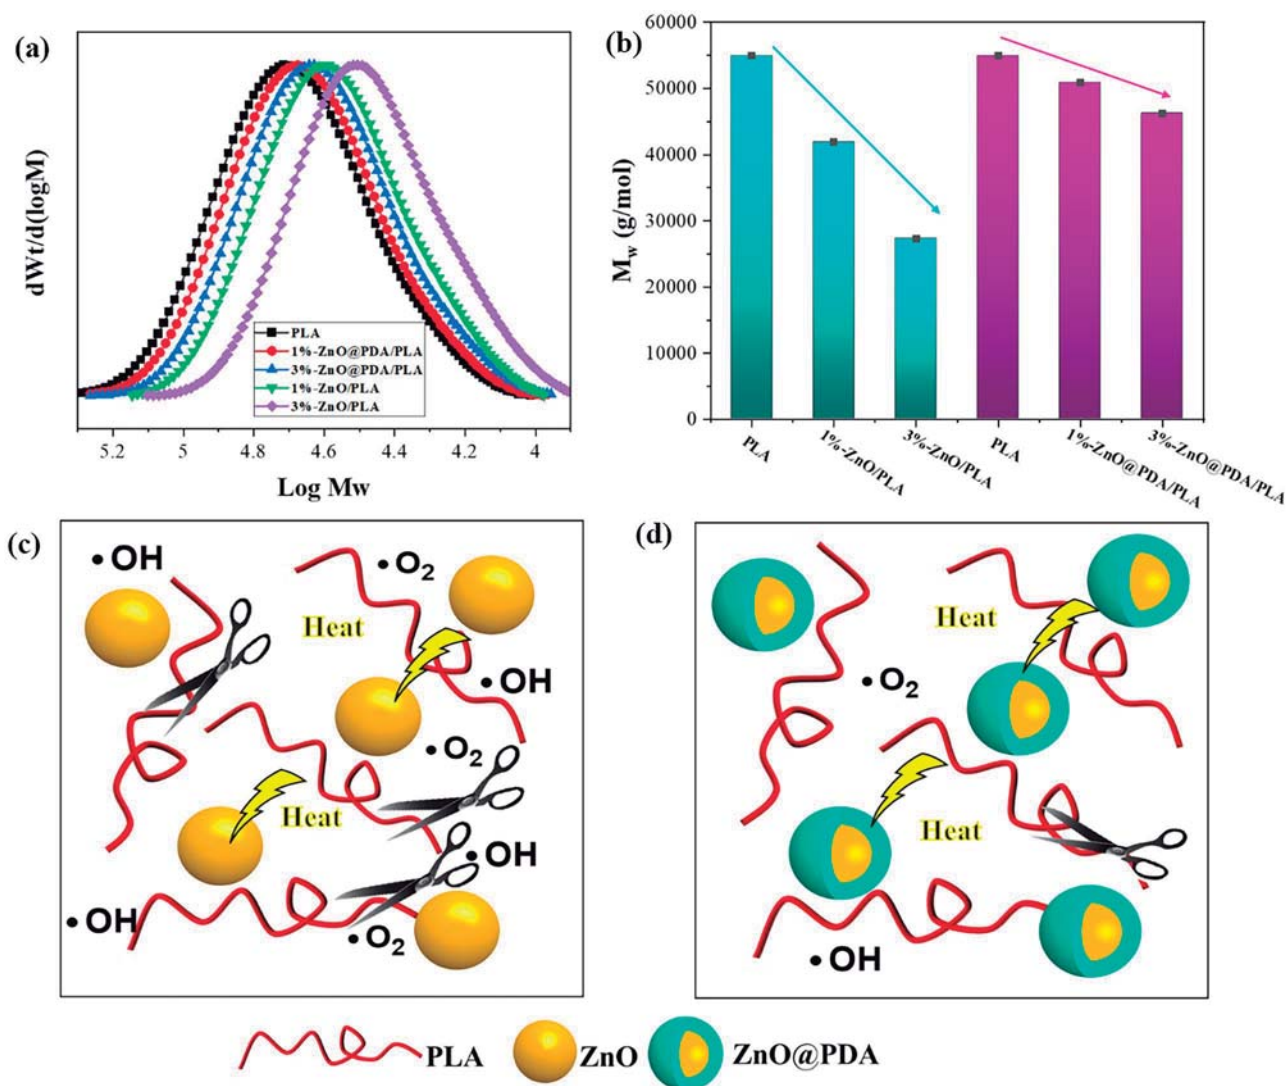 (a)
dWt/d(logM)
PLA
1%-ZnO@PDA/PLA
3%-ZnO@PDA/PLA
1%-ZnO/PLA
3%-ZnO/PLA
5.2 5 4.8 4.6 4.4 4.2 4
Log Mw
(b)
Mw (g/mol)
60000
50000
40000
30000
20000
10000
0
PLA
1%-ZnO/PLA
3%-ZnO/PLA
PLA
1%-ZnO@PDA/PLA
3%-ZnO@PDA/PLA
(c)
• OH
• O2
Heat
• OH
• O2
Heat
• OH
• OH
• O2
(d)
Heat
• O2
Heat
• OH
PLA
ZnO
ZnO@PDA